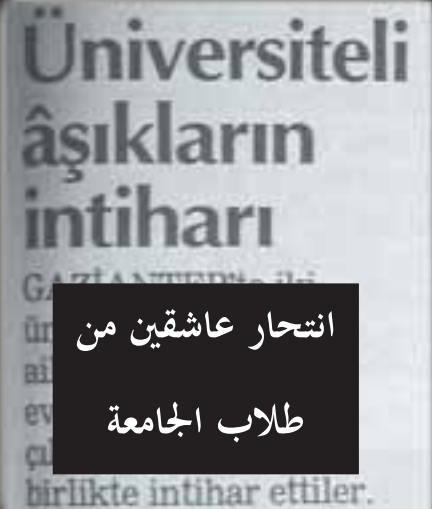 Üniversiteli
âşıkların
intiharı
انتحار عاشقين من
طلاب الجامعة
birlikte intihar ettiler.